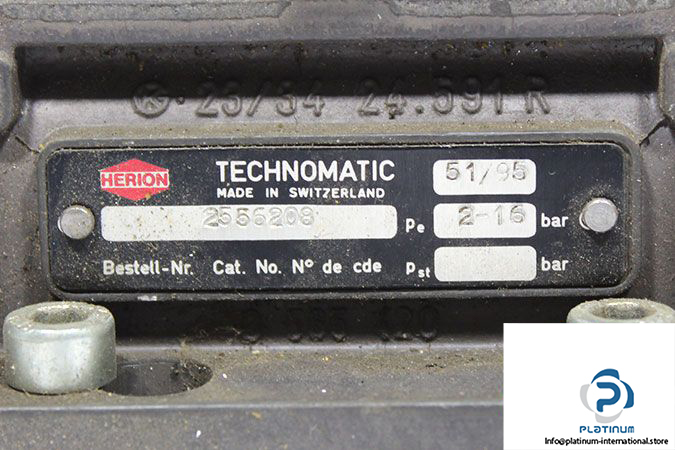 23/34 24.591 R
HERION
TECHNOMATIC
MADE IN SWITZERLAND
51/95
2556208
pe 2-16 bar
Bestell-Nr. Cat. No. N° de cde
pst bar
PLATINUM
Info@platinum-international.store